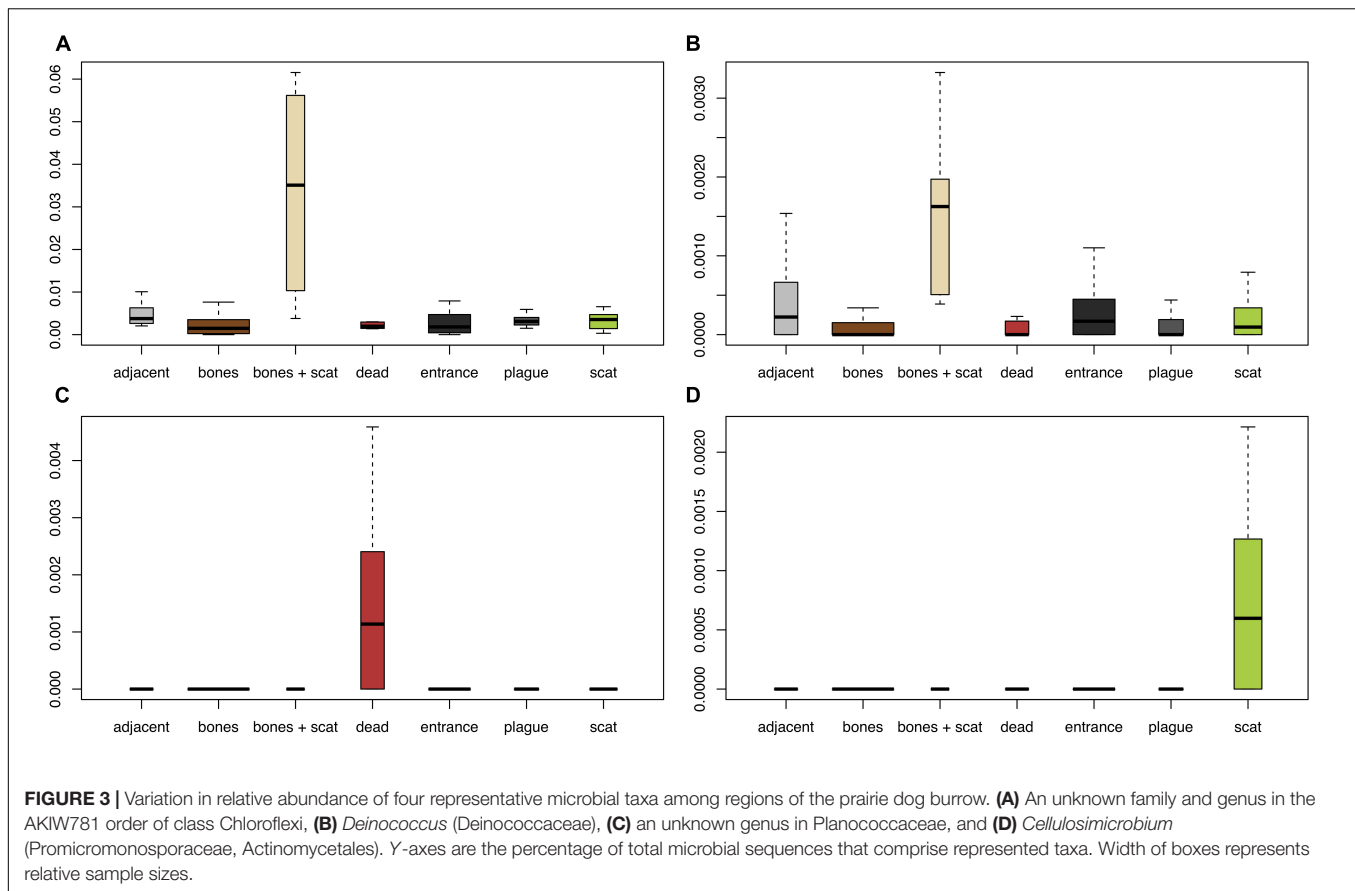 A
0.06
0.05
0.04
0.03
0.02
0.01
0.00
adjacent bones bones + scat dead entrance plague scat
B
0.0030
0.0020
0.0010
0.0000
adjacent bones bones + scat dead entrance plague scat
C
0.004
0.003
0.002
0.001
0.000
adjacent bones bones + scat dead entrance plague scat
D
0.0020
0.0015
0.0010
0.0005
0.0000
adjacent bones bones + scat dead entrance plague scat
FIGURE 3 | Variation in relative abundance of four representative microbial taxa among regions of the prairie dog burrow. (A) An unknown family and genus in the
AKIW781 order of class Chloroflexi, (B) Deinococcus (Deinococcaceae), (C) an unknown genus in Planococcaceae, and (D) Cellulosimicrobium
(Promicromonosporaceae, Actinomycetales). Y-axes are the percentage of total microbial sequences that comprise represented taxa. Width of boxes represents
relative sample sizes.